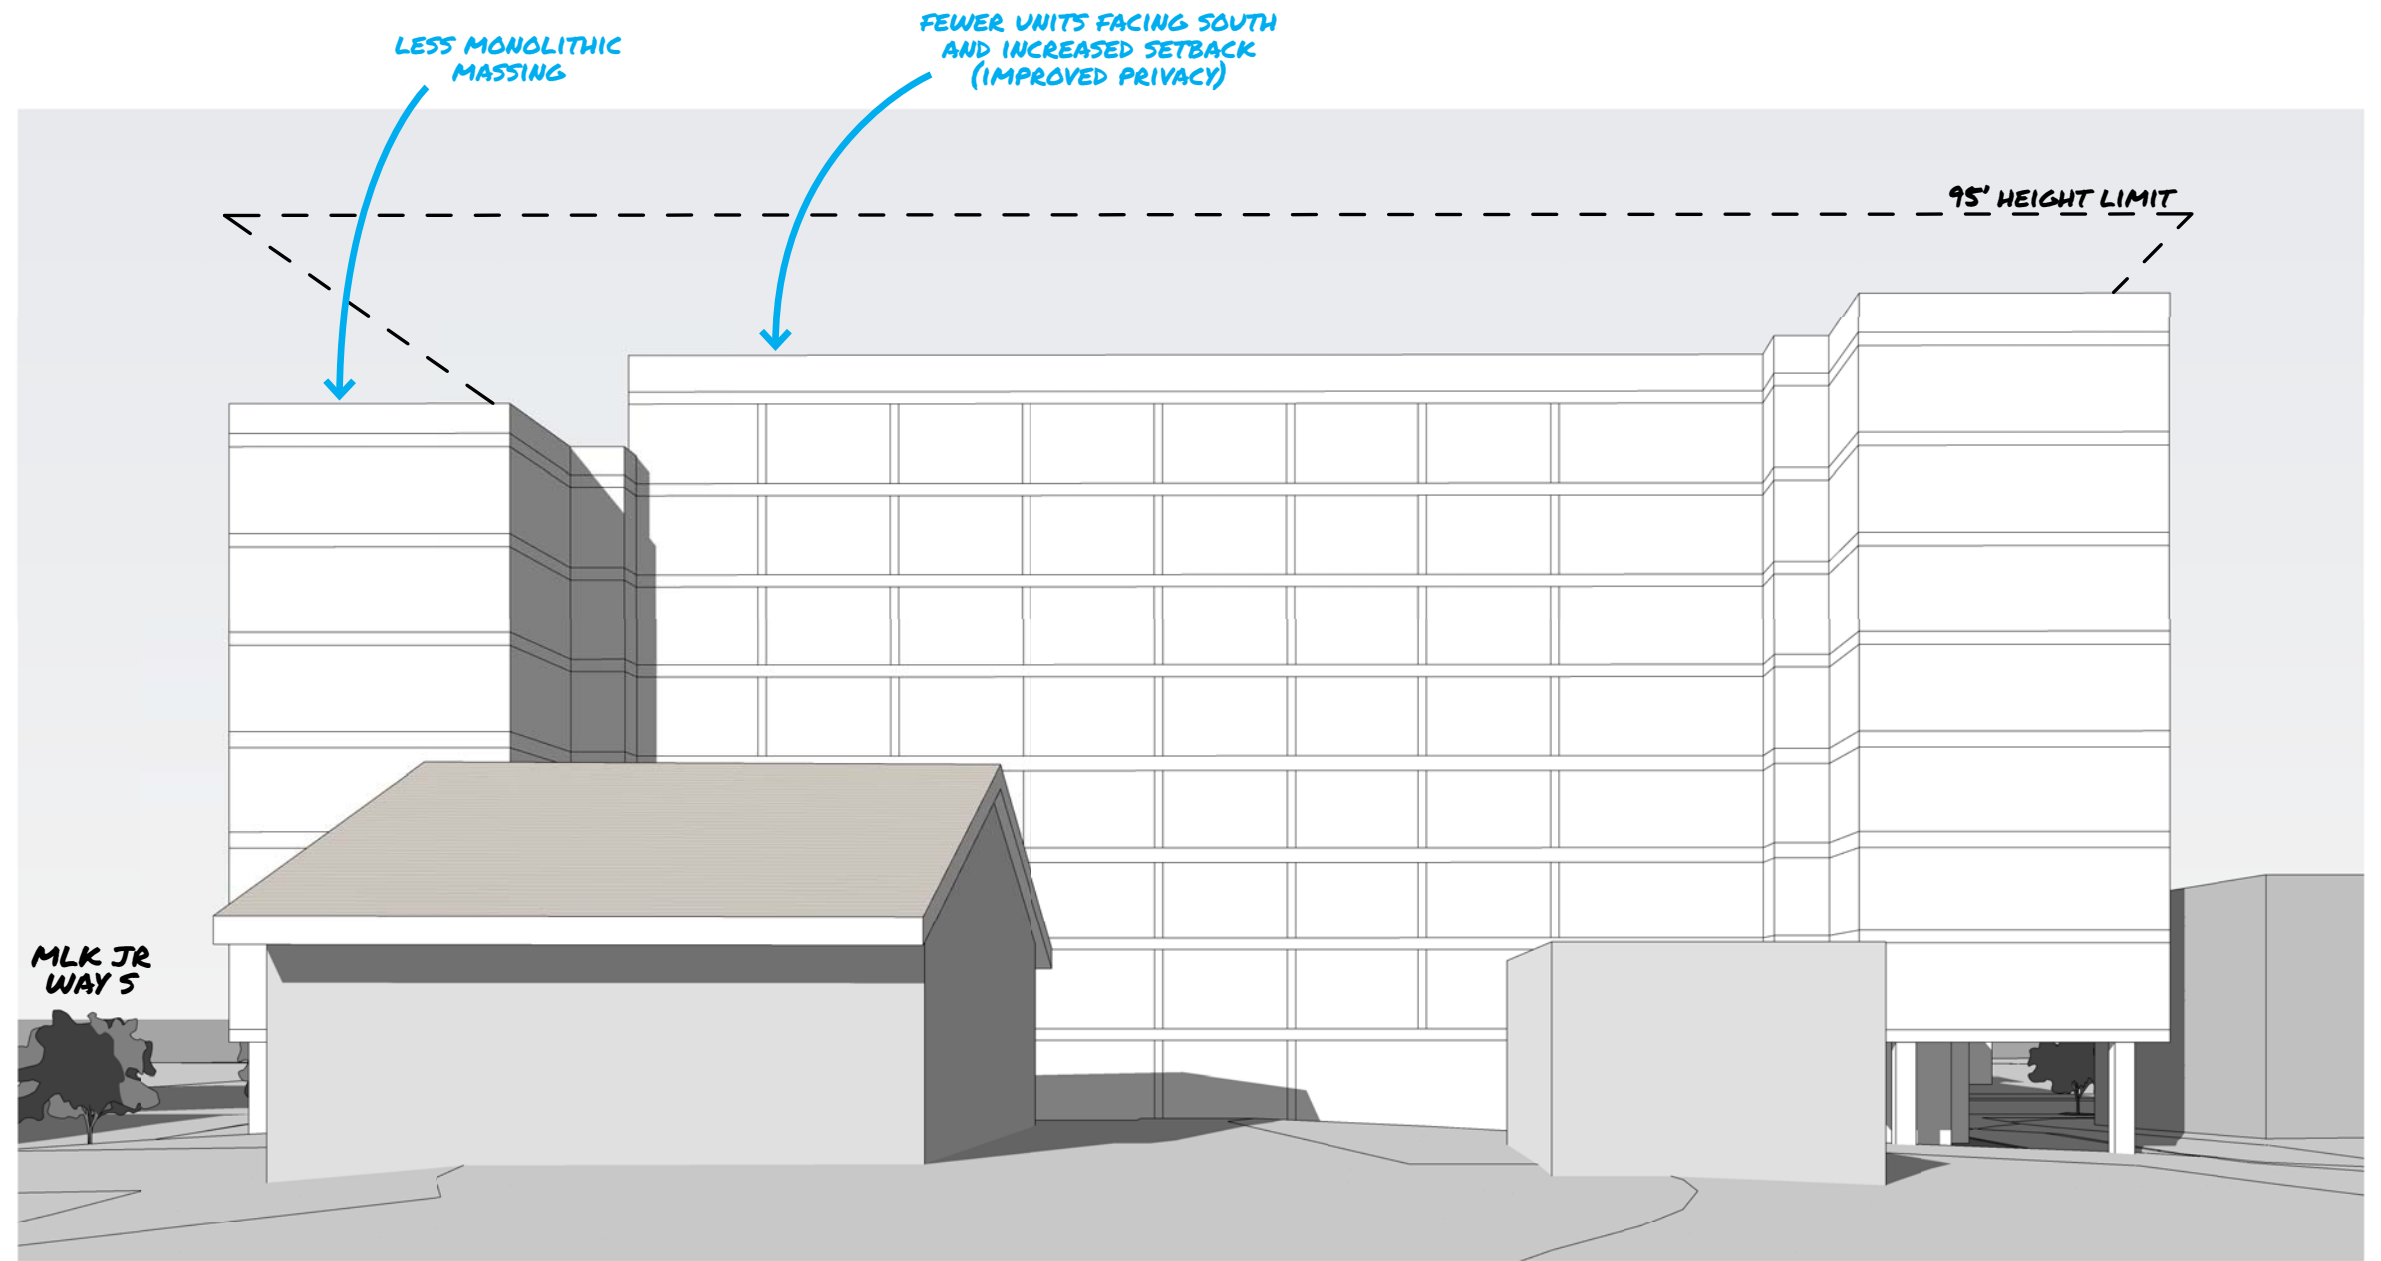 LESS MONOLITHIC
MASSING
FEWER UNITS FACING SOUTH
AND INCREASED SETBACK
(IMPROVED PRIVACY)
95' HEIGHT LIMIT
MLK JR
WAY S